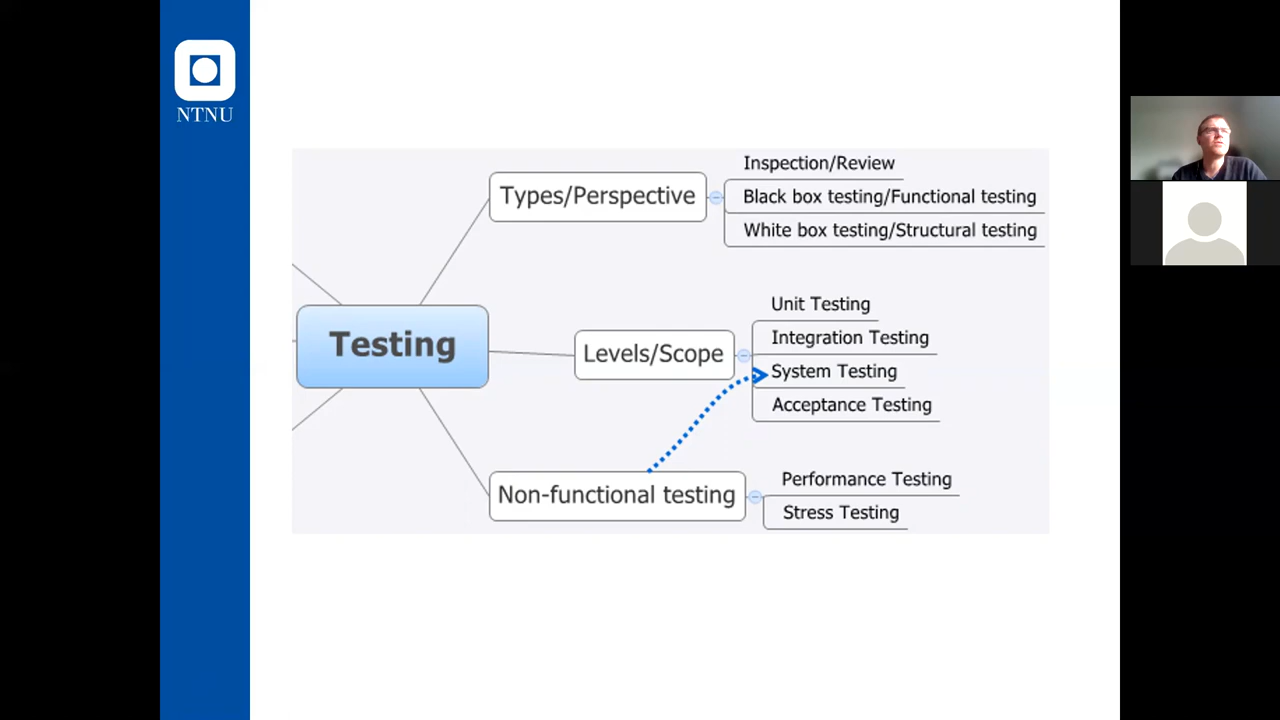 NTNU
Types/Perspective
Inspection/Review
Black box testing/Functional testing
White box testing/Structural testing
Testing
Levels/Scope
Unit Testing
Integration Testing
System Testing
Acceptance Testing
Non-functional testing
Performance Testing
Stress Testing